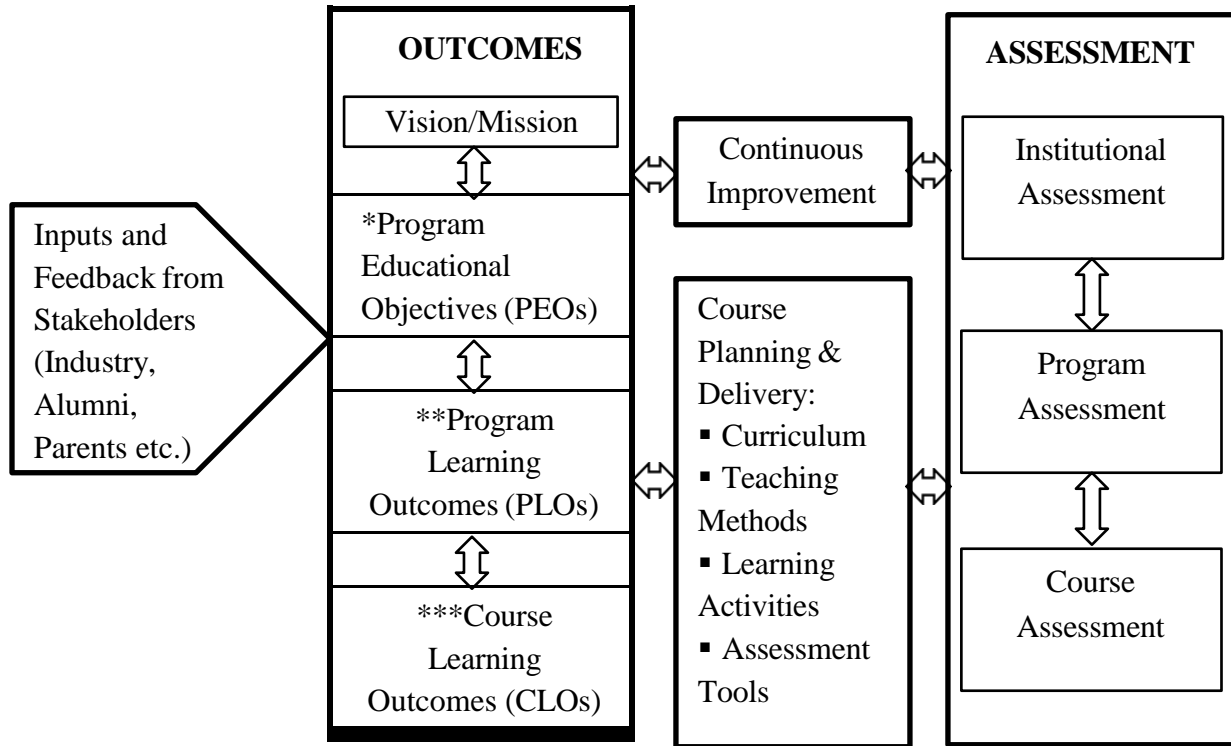 Inputs and
Feedback from
Stakeholders
(Industry,
Alumni,
Parents etc.)
OUTCOMES
Vision/Mission
*Program
Educational
Objectives (PEOs)
**Program
Learning
Outcomes (PLOs)
***Course
Learning
Outcomes (CLOs)
Continuous
Improvement
Course
Planning &
Delivery:
▪ Curriculum
▪ Teaching
Methods
▪ Learning
Activities
▪ Assessment
Tools
ASSESSMENT
Institutional
Assessment
Program
Assessment
Course
Assessment